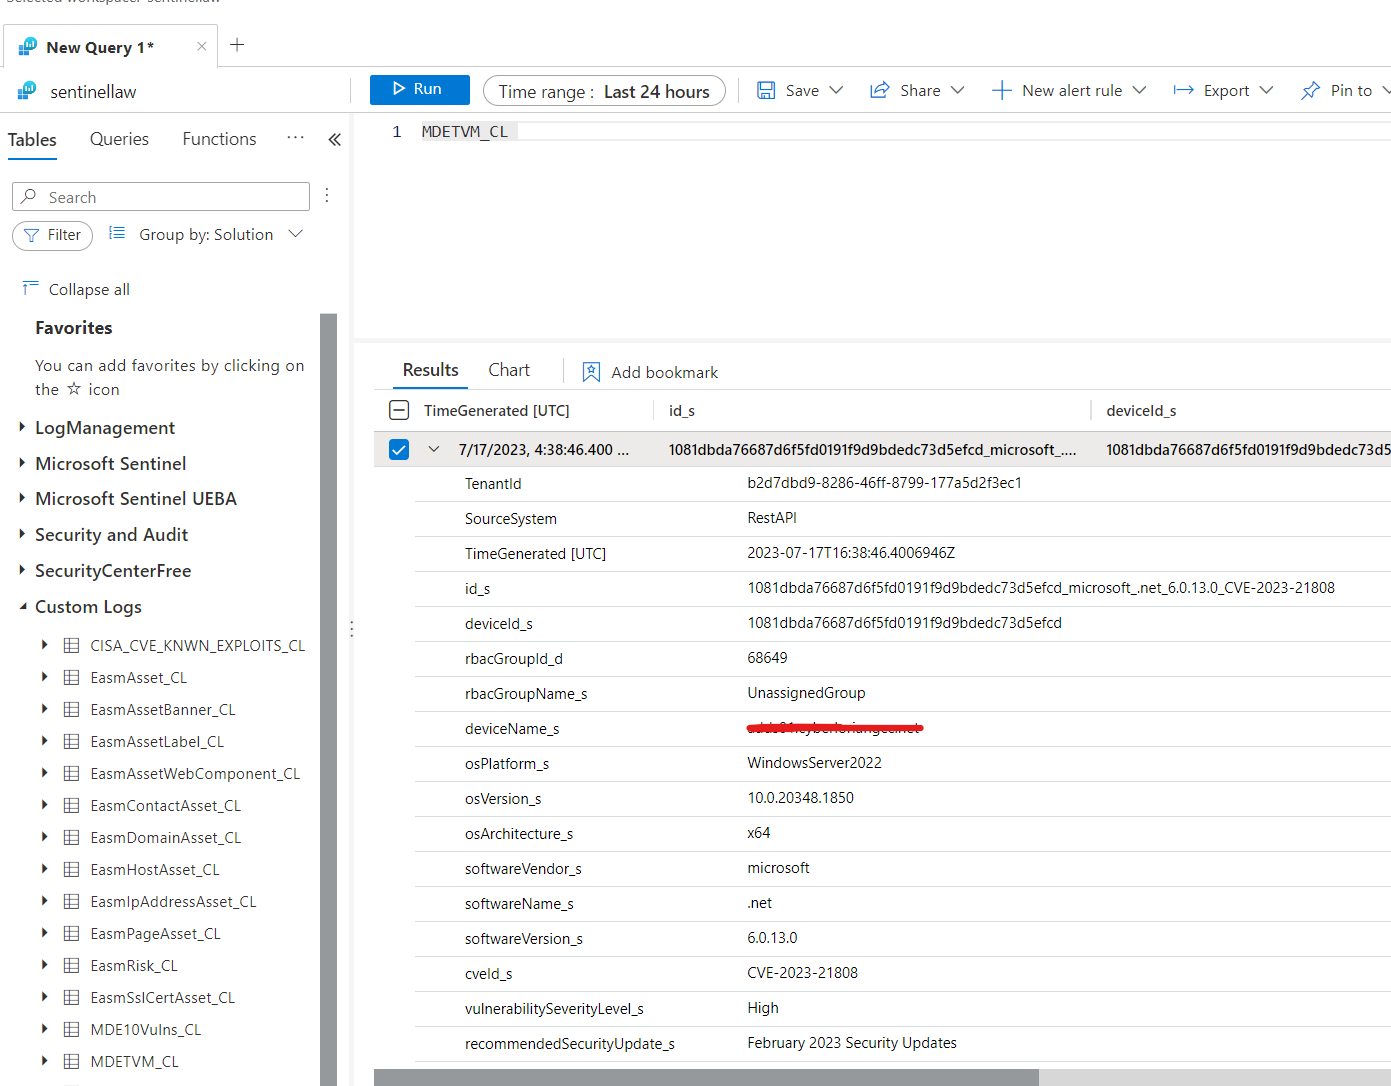 Selected workspace: sentinellaw
New Query 1*
sentinellaw
Run
Time range : Last 24 hours
Save
Share
New alert rule
Export
Pin to
Tables
Queries
Functions
···
1 MDETVM_CL
Search
Filter
Group by: Solution
Collapse all
Favorites
You can add favorites by clicking on
the ☆ icon
LogManagement
Microsoft Sentinel
Microsoft Sentinel UEBA
Security and Audit
SecurityCenterFree
Custom Logs
CISA_CVE_KNWN_EXPLOITS_CL
EasmAsset_CL
EasmAssetBanner_CL
EasmAssetLabel_CL
EasmAssetWebComponent_CL
EasmContactAsset_CL
EasmDomainAsset_CL
EasmHostAsset_CL
EasmIpAddressAsset_CL
EasmPageAsset_CL
EasmRisk_CL
EasmSslCertAsset_CL
MDE10Vulns_CL
MDETVM_CL
Results
Chart
Add bookmark
TimeGenerated [UTC] id_s deviceId_s
7/17/2023, 4:38:46.400 ... 1081dbda76687d6f5fd0191f9d9bdedc73d5efcd_microsoft_.... 1081dbda76687d6f5fd0191f9d9bdedc73d5
TenantId b2d7dbd9-8286-46ff-8799-177a5d2f3ec1
SourceSystem RestAPI
TimeGenerated [UTC] 2023-07-17T16:38:46.4006946Z
id_s 1081dbda76687d6f5fd0191f9d9bdedc73d5efcd_microsoft_.net_6.0.13.0_CVE-2023-21808
deviceId_s 1081dbda76687d6f5fd0191f9d9bdedc73d5efcd
rbacGroupId_d 68649
rbacGroupName_s UnassignedGroup
deviceName_s
osPlatform_s WindowsServer2022
osVersion_s 10.0.20348.1850
osArchitecture_s x64
softwareVendor_s microsoft
softwareName_s .net
softwareVersion_s 6.0.13.0
cveId_s CVE-2023-21808
vulnerabilitySeverityLevel_s High
recommendedSecurityUpdate_s February 2023 Security Updates